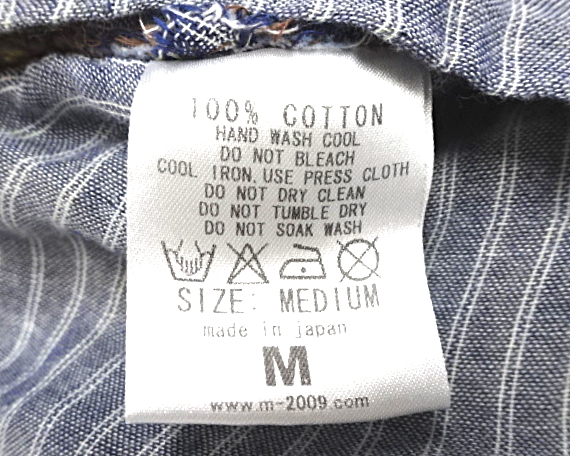 100% COTTON
HAND WASH COOL
DO NOT BLEACH
COOL IRON.USE PRESS CLOTH
DO NOT DRY CLEAN
DO NOT TUMBLE DRY
DO NOT SOAK WASH
SIZE: MEDIUM
made in japan
M
www.m-2009.com